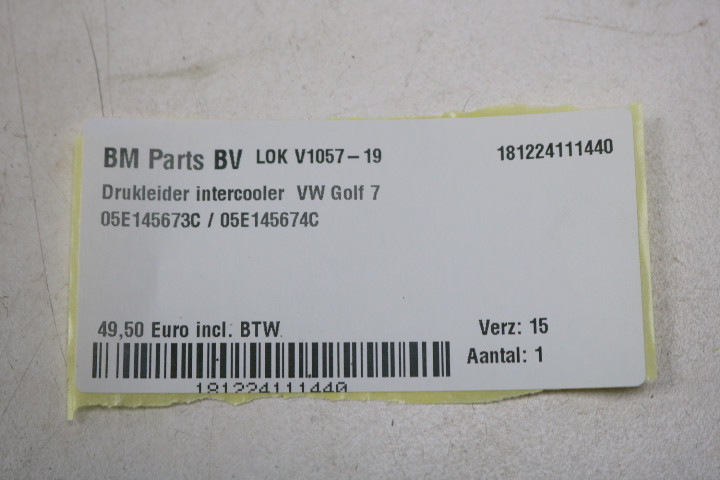 BM Parts BV LOK V1057-19 181224111440
Drukleider intercooler VW Golf 7
05E145673C / 05E145674C
49,50 Euro incl. BTW. Verz: 15
Aantal: 1
181224111440